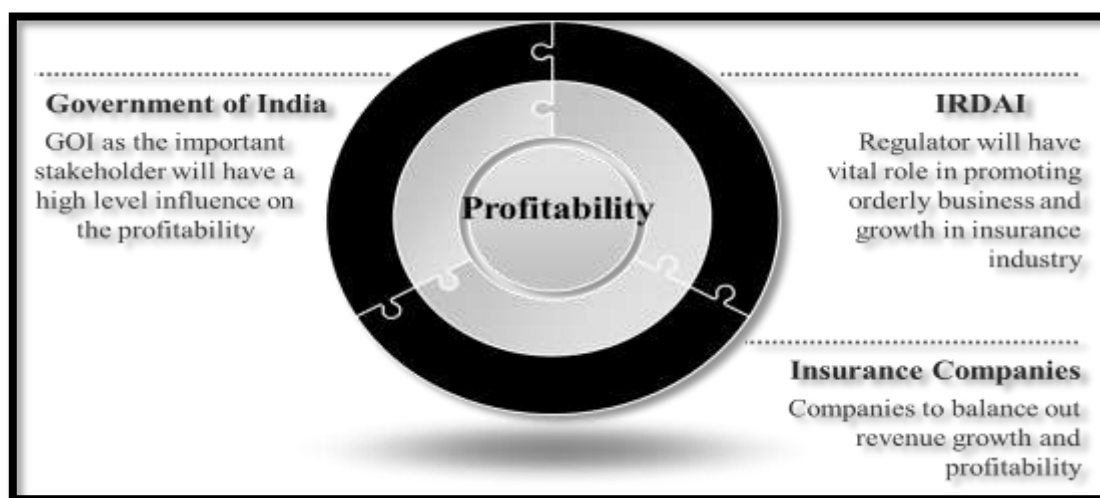 Government of India
GOI as the important
stakeholder will have a
high level influence on
the profitability
Profitability
IRDAI
Regulator will have
vital role in promoting
orderly business and
growth in insurance
industry
Insurance Companies
Companies to balance out
revenue growth and
profitability